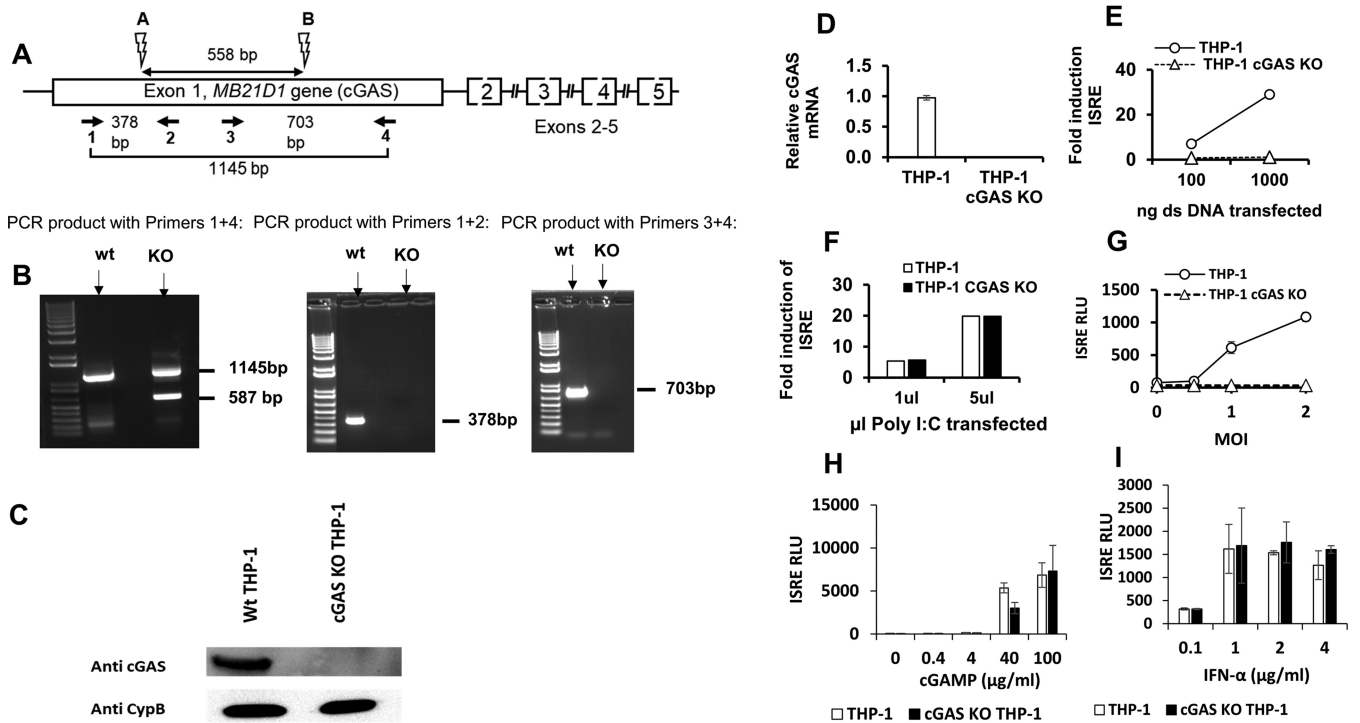 A
A
B
558 bp
Exon 1, MB21D1 gene (cGAS)
2
3
4
5
Exons 2-5
1
378
bp
2
3
703
bp
4
1145 bp
PCR product with Primers 1+4:
PCR product with Primers 1+2:
PCR product with Primers 3+4:
B
wt
KO
1145bp
587 bp
wt
KO
378bp
wt
KO
703bp
C
Wt THP-1
cGAS KO THP-1
Anti cGAS
Anti CypB
D
Relative cGAS
mRNA
1.5
1.0
0.5
0.0
THP-1
THP-1
cGAS KO
E
THP-1
THP-1 cGAS KO
Fold induction
ISRE
40
20
0
100
1000
ng ds DNA transfected
F
THP-1
THP-1 CGAS KO
Fold induction of
ISRE
30
20
10
0
1ul
5ul
µl Poly I:C transfected
G
THP-1
THP-1 cGAS KO
ISRE RLU
1500
1000
500
0
0
1
2
MOI
H
ISRE RLU
15000
10000
5000
0
0
0.4
4
40
100
cGAMP (µg/ml)
THP-1
cGAS KO THP-1
I
ISRE RLU
3000
2500
2000
1500
1000
500
0
0.1
1
2
4
IFN-α (µg/ml)
THP-1
cGAS KO THP-1